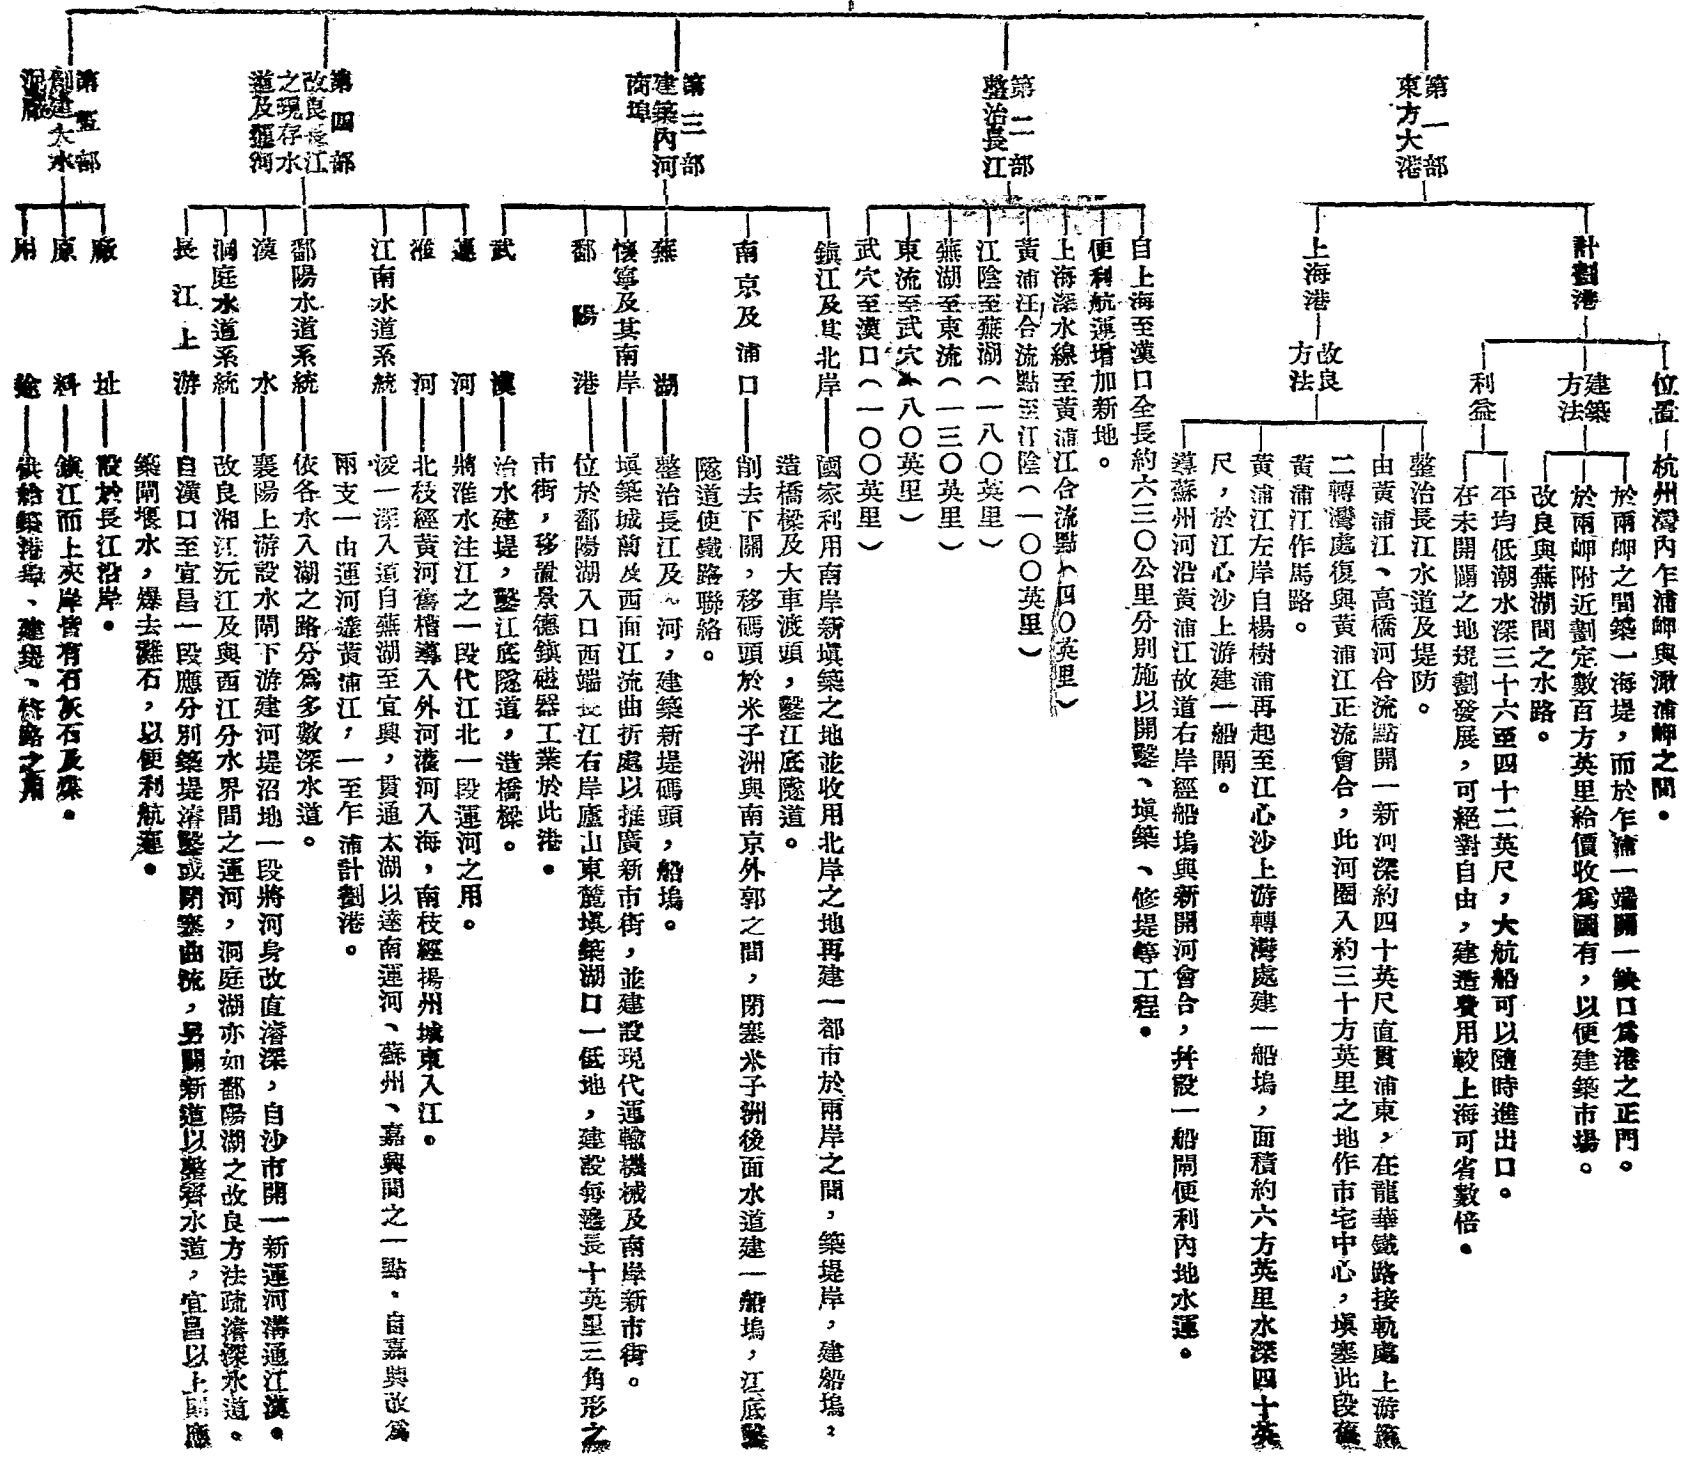 第一部
東方大港
計劃港
位置
杭州灣內乍浦岬與澉浦岬之間。
建築
方法
於兩岬之間築一海堤，而於乍浦一端開一缺口爲港之正門。
於兩岬附近劃定數百方英里給價收爲國有，以便建築市場。
改良與蕪湖間之水路。
利益
平均低潮水深三十六至四十二英尺，大航船可以隨時進出口。
在未開闢之地規劃發展，可絕對自由，建造費用較上海可省數倍。
上海港
改良
方法
整治長江水道及堤防。
由黃浦江、高橋河合流點開一新河深約四十英尺直貫浦東，在龍華鐵路接軌處上游第
二轉灣處復與黃浦江正流會合，此河圈入約三十方英里之地作市宅中心，塡塞此段舊
黃浦江作馬路。
黃浦江左岸自楊樹浦再起至江心沙上游轉灣處建一船塢，面積約六方英里水深四十英
尺，於江心沙上游建一船閘。
導蘇州河沿黃浦江故道右岸經船塢與新開河會合，幷設一船閘便利內地水運。
第二部
整治長江
自上海至漢口全長約六三〇公里分別施以開鑿、塡築、修堤等工程。
便利航運增加新地。
上海深水線至黃浦江合流點（四〇英里）
黃浦江合流點至江陰（一〇〇英里）
江陰至蕪湖（一八〇英里）
蕪湖至東流（一三〇英里）
東流至武穴（八〇英里）
武穴至漢口（一〇〇英里）
第三部
建築內河
商埠
鎭江及其北岸
國家利用南岸新塡築之地並收用北岸之地再建一都市於兩岸之間，築堤岸，建船塢，
造橋樑及大車渡頭，鑿江底隧道。
南京及浦口
削去下關，移碼頭於米子洲與南京外郭之間，閉塞米子洲後面水道建一船塢，江底鑿
隧道使鐵路聯絡。
蕪湖
整治長江及 河，建築新堤碼頭，船塢。
懷寧及其南岸
塡築城前及西面江流曲折處以推廣新市街，並建設現代運輸機械及南岸新市街。
鄱陽港
位於鄱陽湖入口西端長江右岸廬山東麓塡築湖口一低地，建設每邊長十英里三角形之
市街，移置景德鎭磁器工業於此港。
武漢
治水建堤，鑿江底隧道，造橋樑。
第四部
改良長江
之現存水
道及運河
運河
將淮水注江之一段代江北一段運河之用。
淮河
北枝經黃河舊槽導入外河灌河入海，南枝經揚州城東入江。
江南水道系統
浚一深入道自蕪湖至宜興，貫通太湖以達南運河、蘇州、嘉興間之一點。自嘉興改爲
兩支一由運河達黃浦江，一至乍浦計劃港。
鄱陽水道系統
依各水入湖之路分爲多數深水道。
漢水
襄陽上游設水閘下游建河堤沼地一段將河身改直濬深，自沙市開一新運河溝通江漢。
洞庭水道系統
改良湘江沅江及與西江分水界間之運河，洞庭湖亦如鄱陽湖之改良方法疏濬深水道。
長江上游
自漢口至宜昌一段應分別築堤濬鑿或閉塞曲流，另闢新道以整齊水道，宜昌以上則應
築閘堰水，爆去灘石，以便利航運。
第五部
創建大水
泥廠
廠址
設於長江沿岸。
原料
鎭江而上夾岸皆有石灰石及煤。
用途
供給築港埠、建堤、修路之用